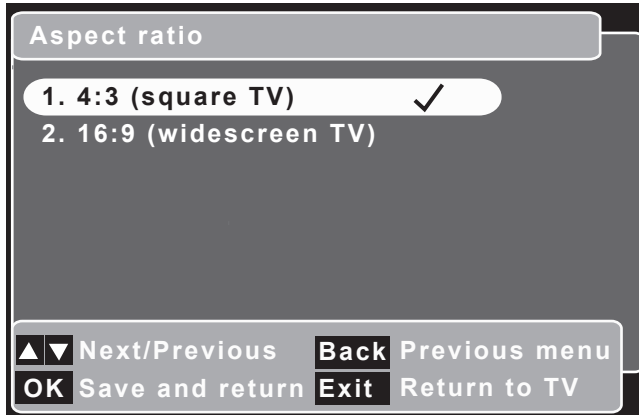 Aspect ratio
1. 4:3 (square TV)
2. 16:9 (widescreen TV)
Next/Previous Back Previous menu
OK Save and return Exit Return to TV